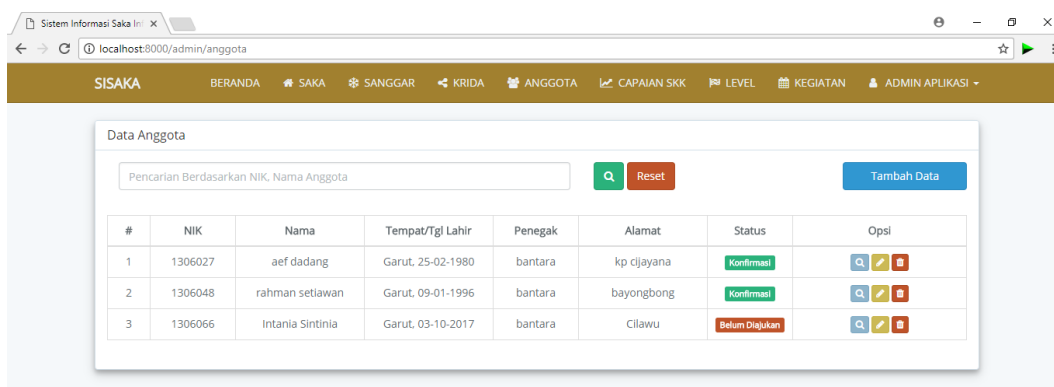 Sistem Informasi Saka In
localhost:8000/admin/anggota
SISAKA BERANDA SAKA SANGGAR KRIDA ANGGOTA CAPAIAN SKK LEVEL KEGIATAN ADMIN APLIKASI
Data Anggota
Pencarian Berdasarkan NIK, Nama Anggota Reset Tambah Data
# NIK Nama Tempat/Tgl Lahir Penegak Alamat Status Opsi
1 1306027 aef dadang Garut, 25-02-1980 bantara kp cijayana Konfirmasi
2 1306048 rahman setiawan Garut, 09-01-1996 bantara bayongbong Konfirmasi
3 1306066 Intania Sintinia Garut, 03-10-2017 bantara Cilawu Belum Diajukan